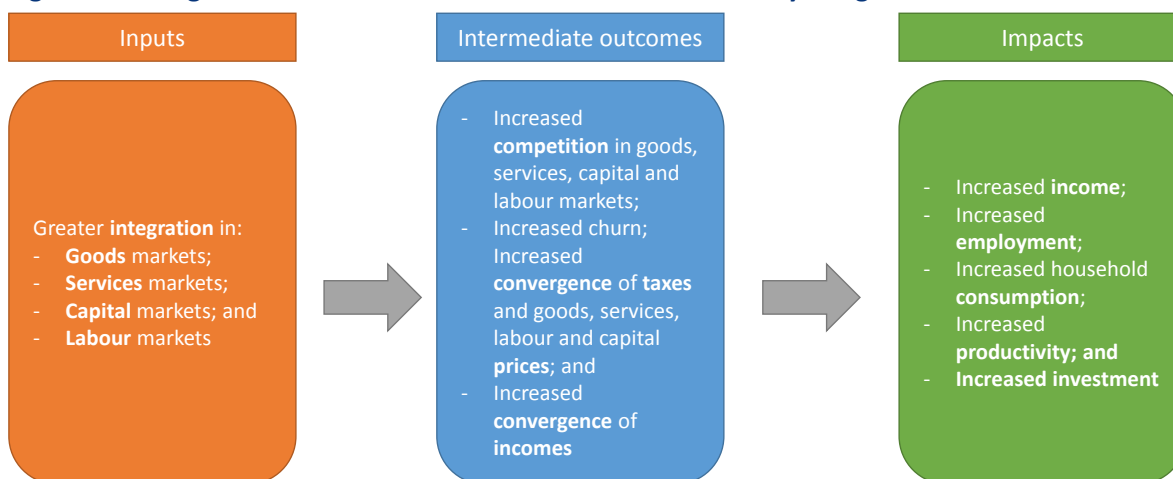 Inputs
Intermediate outcomes
Impacts
Greater integration in:
- Goods markets;
- Services markets;
- Capital markets; and
- Labour markets
- Increased
competition in goods,
services, capital and
labour markets;
- Increased churn;
Increased
convergence of taxes
and goods, services,
labour and capital
prices; and
- Increased
convergence of
incomes
- Increased income;
- Increased
employment;
- Increased household
consumption;
- Increased
productivity; and
- Increased investment